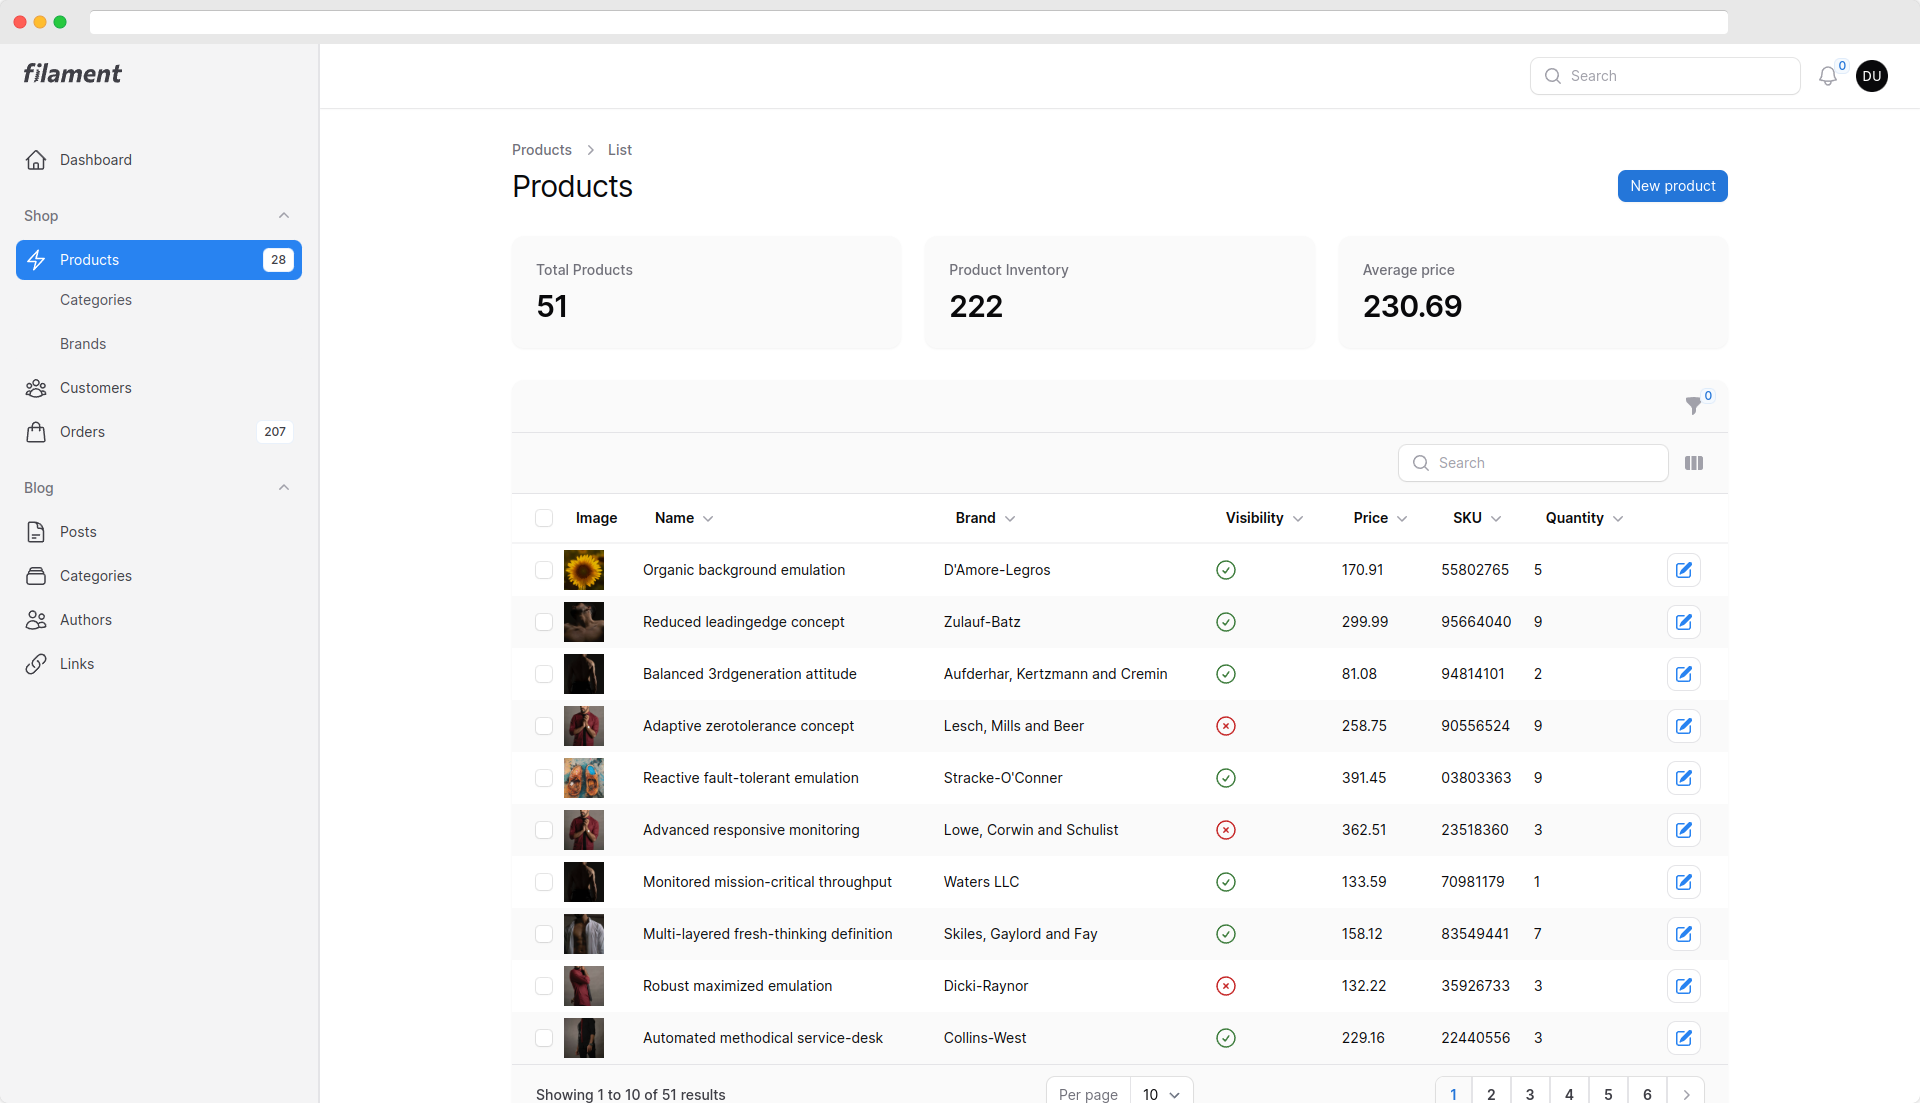 filament
Search
0
DU
Dashboard
Shop
Products 28
Categories
Brands
Customers
Orders 207
Blog
Posts
Categories
Authors
Links
Products > List
Products
New product
Total Products
51
Product Inventory
222
Average price
230.69
0
Search
Image Name Brand Visibility Price SKU Quantity
Organic background emulation D'Amore-Legros 170.91 55802765 5
Reduced leadingedge concept Zulauf-Batz 299.99 95664040 9
Balanced 3rdgeneration attitude Aufderhar, Kertzmann and Cremin 81.08 94814101 2
Adaptive zerotolerance concept Lesch, Mills and Beer 258.75 90556524 9
Reactive fault-tolerant emulation Stracke-O'Conner 391.45 03803363 9
Advanced responsive monitoring Lowe, Corwin and Schulist 362.51 23518360 3
Monitored mission-critical throughput Waters LLC 133.59 70981179 1
Multi-layered fresh-thinking definition Skiles, Gaylord and Fay 158.12 83549441 7
Robust maximized emulation Dicki-Raynor 132.22 35926733 3
Automated methodical service-desk Collins-West 229.16 22440556 3
Showing 1 to 10 of 51 results Per page 10 1 2 3 4 5 6